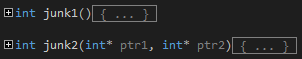 int junk1(){ ... }
int junk2(int* ptr1, int* ptr2){ ... }